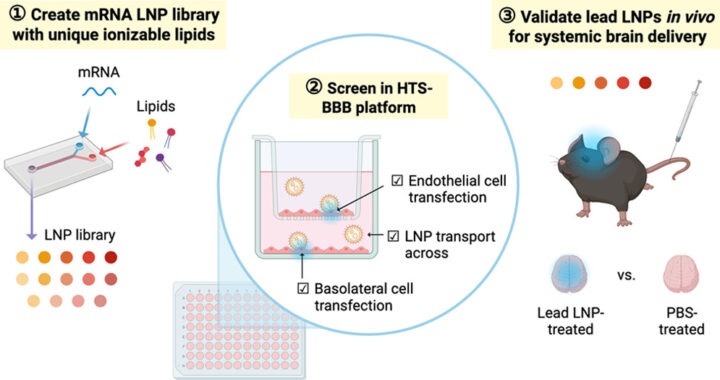 ① Create mRNA LNP library
with unique ionizable lipids
mRNA
Lipids
LNP library
② Screen in HTS-
BBB platform
☑ Endothelial cell
transfection
☑ LNP transport
across
☑ Basolateral cell
transfection
③ Validate lead LNPs in vivo
for systemic brain delivery
Lead LNP-
treated
vs.
PBS-
treated